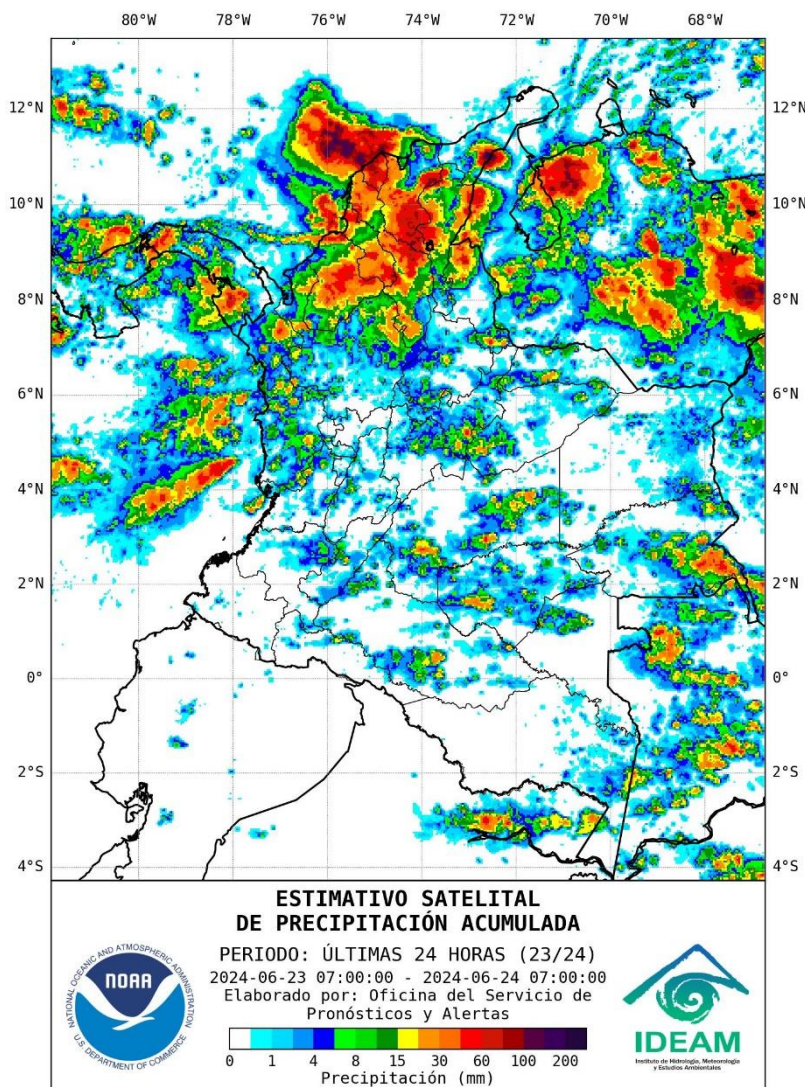 80°W 78°W 76°W 74°W 72°W 70°W 68°W
12°N 12°N
10°N 10°N
8°N 8°N
6°N 6°N
4°N 4°N
2°N 2°N
0° 0°
2°S 2°S
4°S 4°S
ESTIMATIVO SATELITAL
DE PRECIPITACIÓN ACUMULADA
PERIODO: ÚLTIMAS 24 HORAS (23/24)
2024-06-23 07:00:00 - 2024-06-24 07:00:00
Elaborado por: Oficina del Servicio de
Pronósticos y Alertas
0 1 4 8 15 30 60 100 200
Precipitación (mm)
NATIONAL OCEANIC AND ATMOSPHERIC ADMINISTRATION
NOAA
U.S. DEPARTMENT OF COMMERCE
IDEAM
Instituto de Hidrología, Meteorología
y Estudios Ambientales